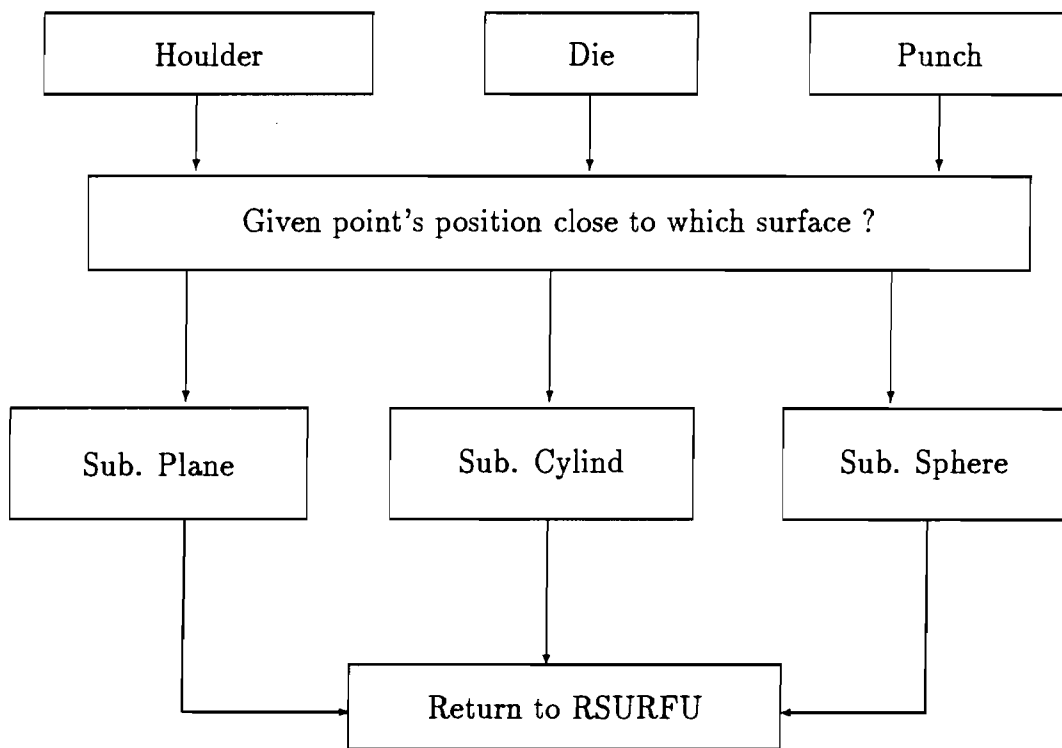 Houlder
Die
Punch
Given point's position close to which surface ?
Sub. Plane
Sub. Cylind
Sub. Sphere
Return to RSURFU